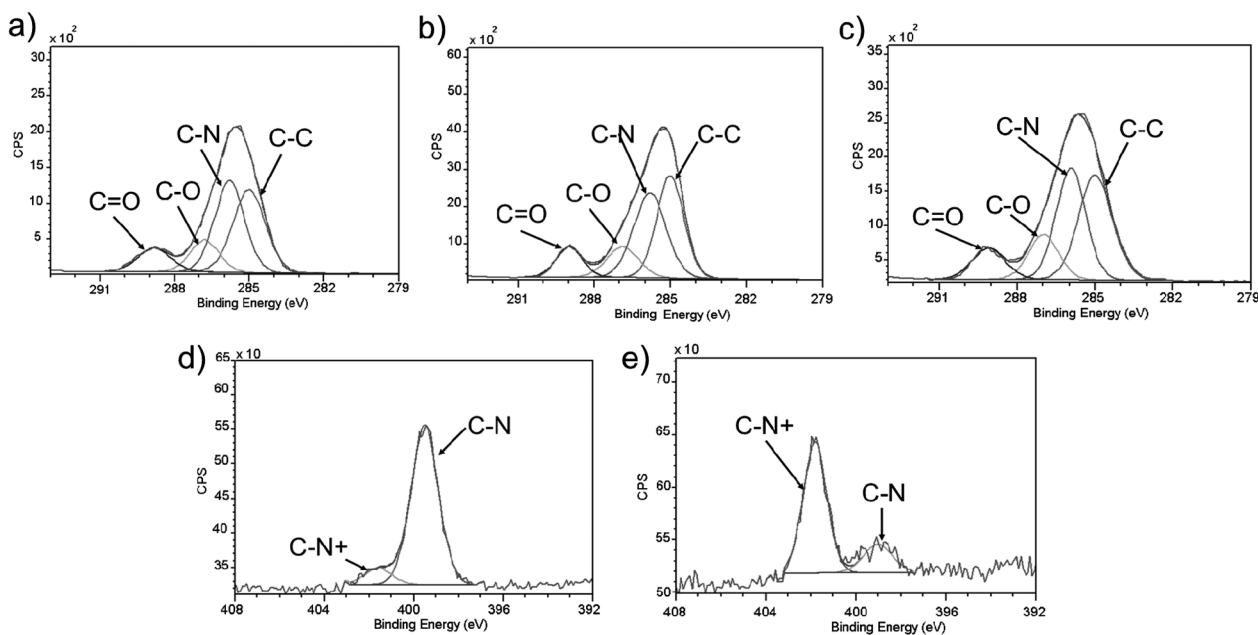 a)
x 10²
30
20
15
10
5
CPS
C=O
C-O
C-N
C-C
291 288 285 282 279
Binding Energy (eV)
b)
x 10²
60
50
40
30
20
10
CPS
C=O
C-O
C-N
C-C
291 288 285 282 279
Binding Energy (eV)
c)
x 10²
35
30
25
20
15
10
5
CPS
C=O
C-O
C-N
C-C
291 288 285 282 279
Binding Energy (eV)
d)
x 10
65
60
55
50
45
40
35
CPS
C-N+
C-N
408 404 400 396 392
Binding Energy (eV)
e)
x 10
70
65
60
55
50
CPS
C-N+
C-N
408 404 400 396 392
Binding Energy (eV)